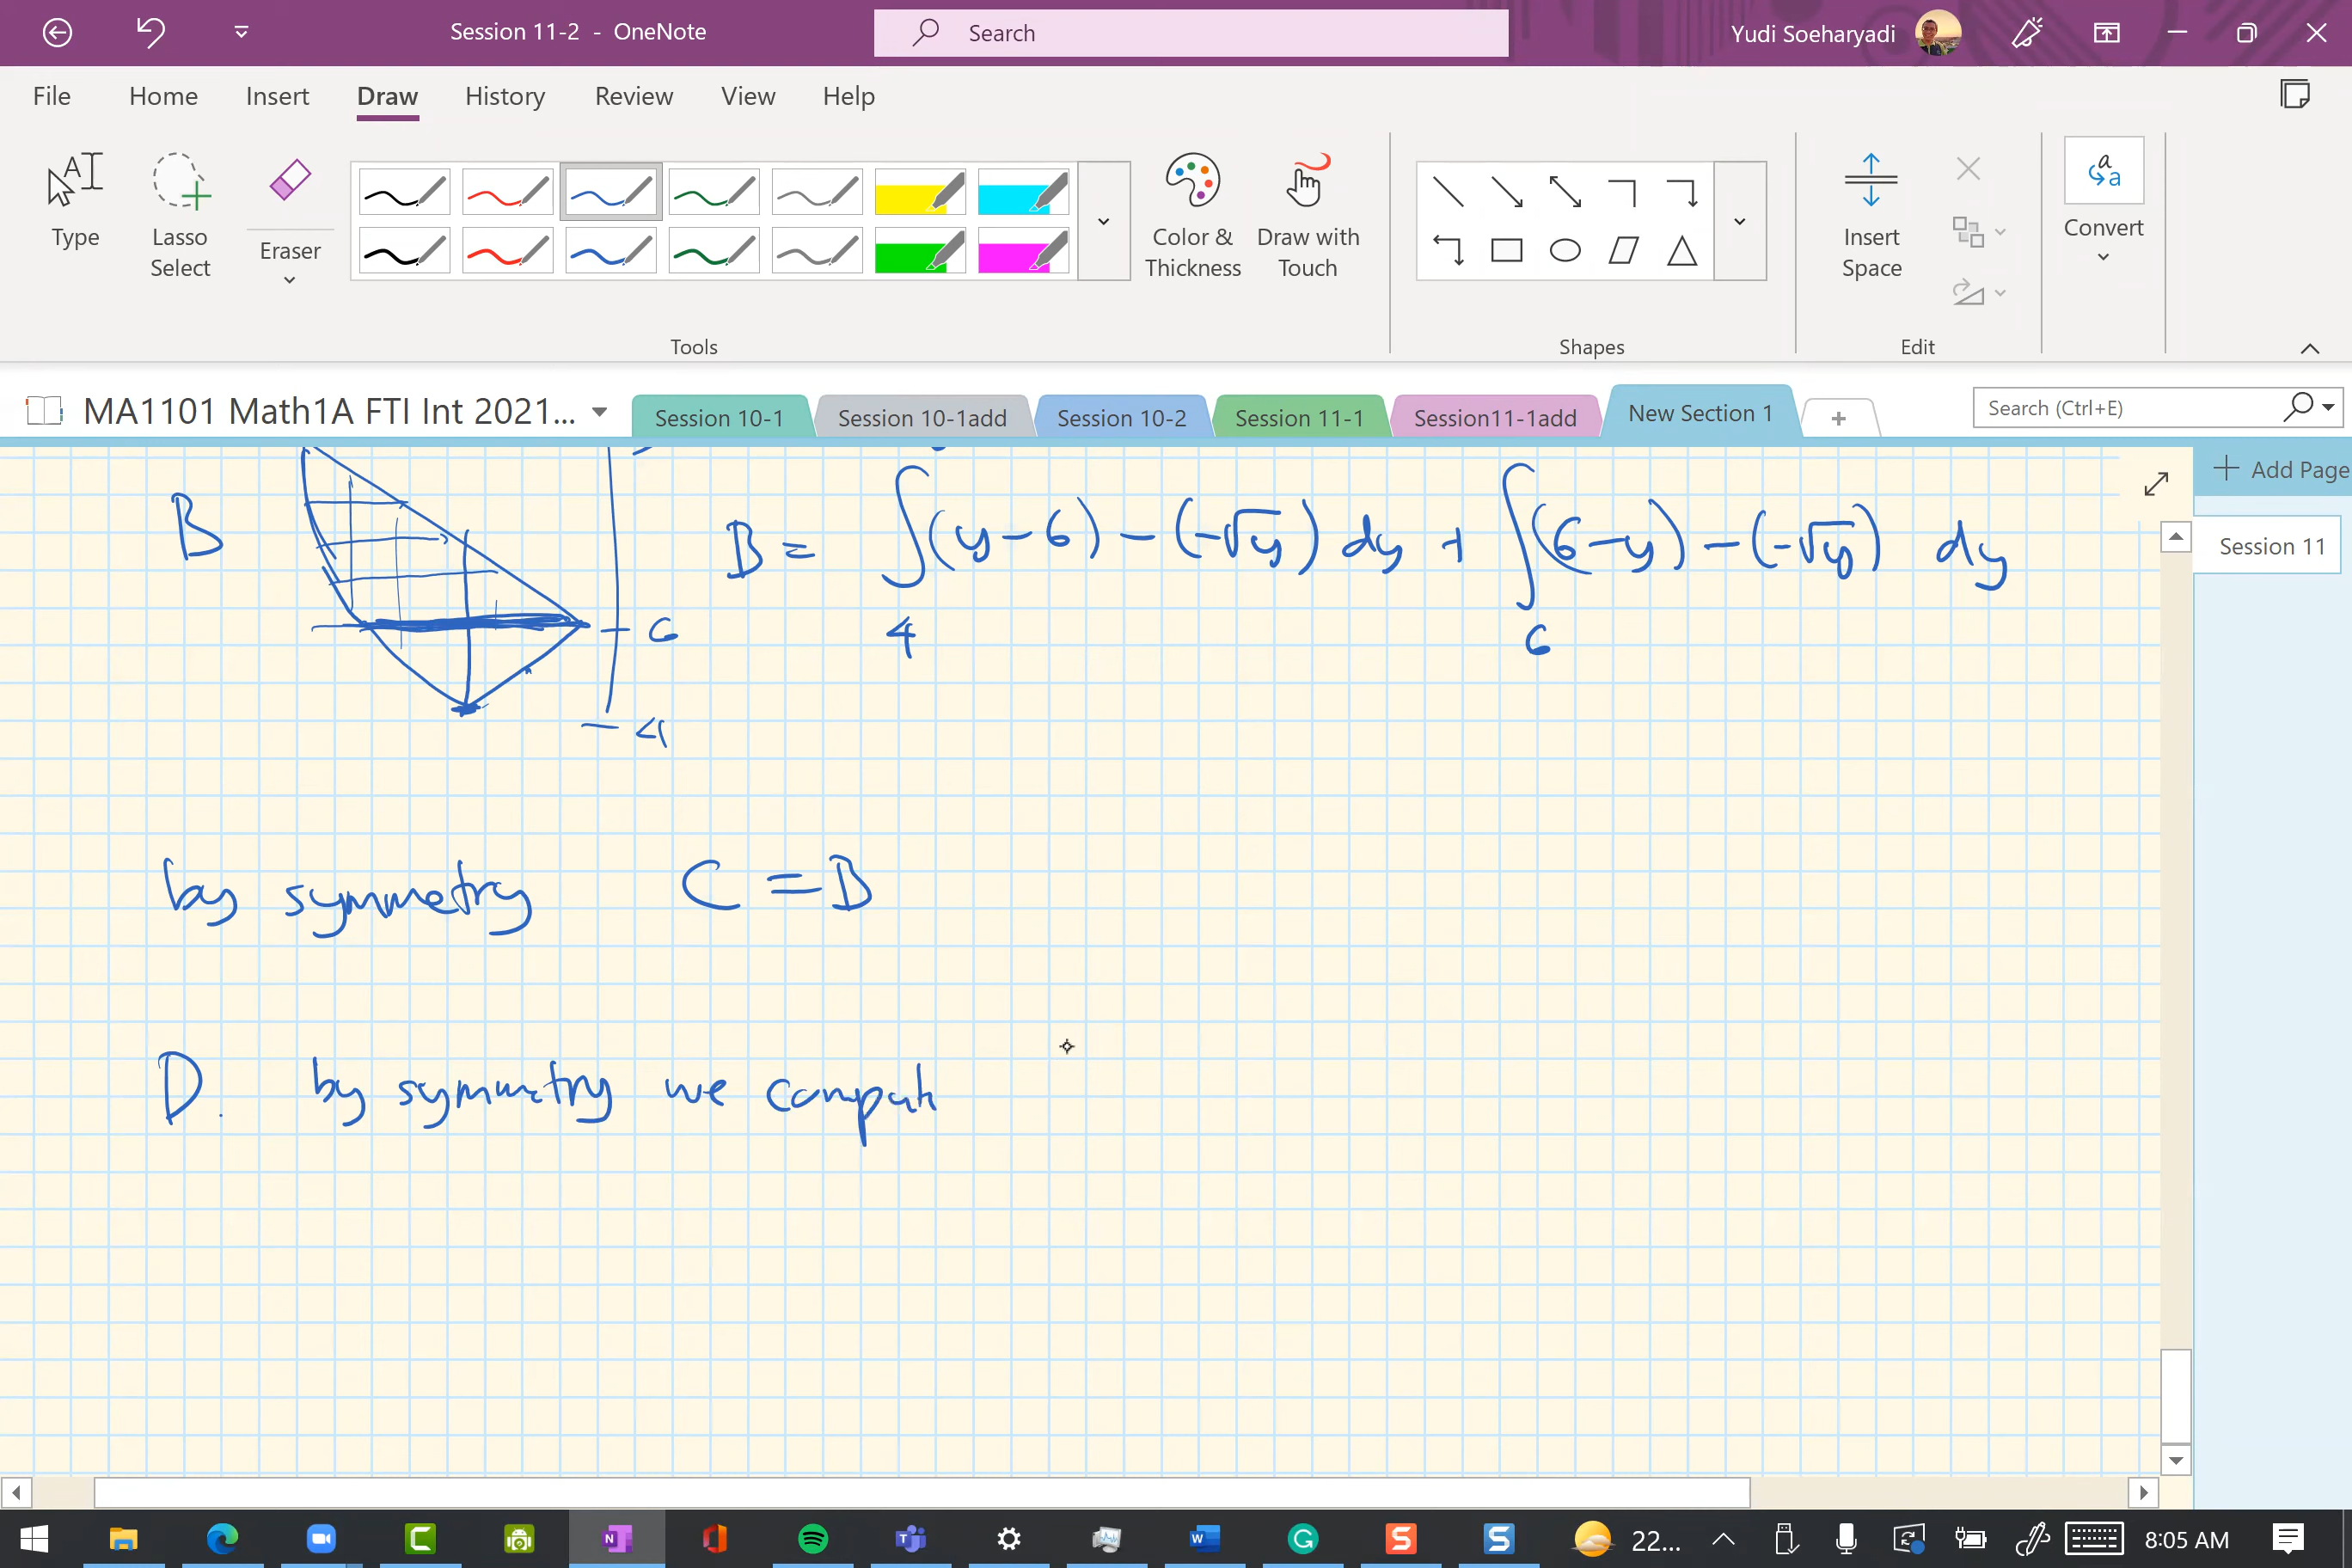 Session 11-2 - OneNote
Search
Yudi Soeharyadi
File Home Insert Draw History Review View Help
Type
Lasso Select
Eraser
Color & Thickness
Draw with Touch
Insert Space
Convert
Tools
Shapes
Edit
MA1101 Math1A FTI Int 2021...
Session 10-1
Session 10-1add
Session 10-2
Session 11-1
Session11-1add
New Section 1
Search (Ctrl+E)
Add Page
Session 11
B
6
4
B = ∫ (y-6) - (-√y) dy + ∫ (6-y) - (-√y) dy
4 6
by symmetry C = B
D. by symmetry we
22...
8:05 AM